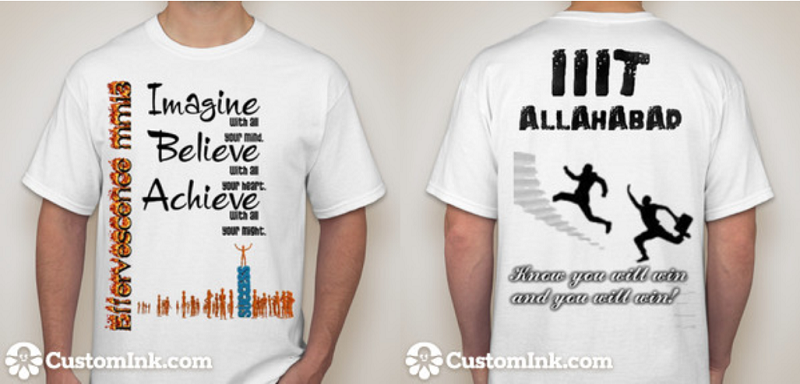 Effervescence mm13
Imagine
with all
your mind.
Believe
with all
your heart.
Achieve
with all
your might.
CustomInk.com
IIIT
ALLAHABAD
Know you will win
and you will win!
CustomInk.com